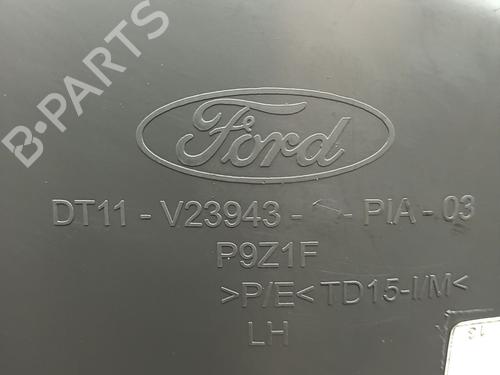 B-PARTS
Ford
DT11 - V23943 - - PIA - 03
P9Z1F
>P/E< TD15-I/M<
LH